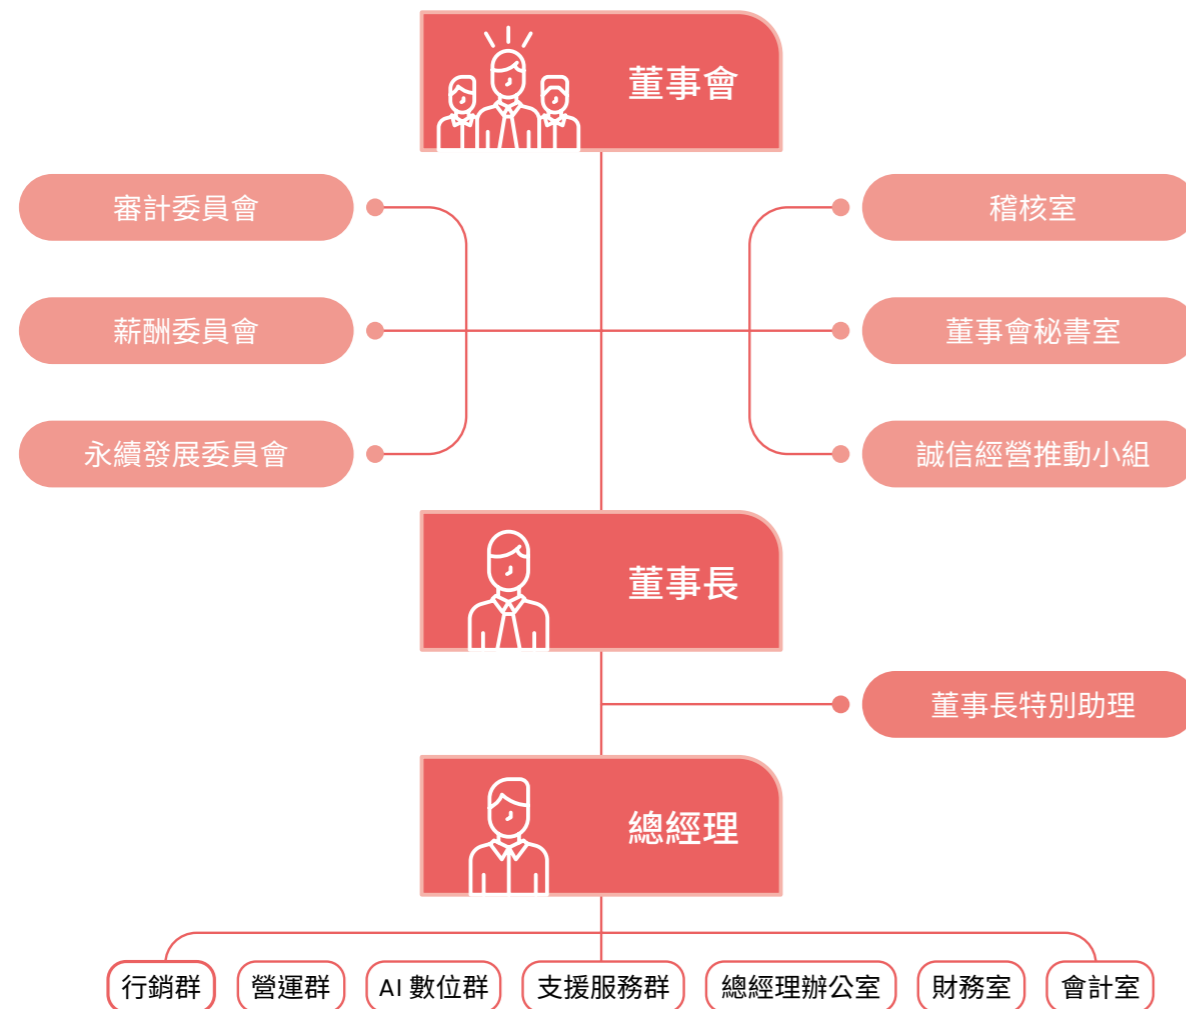 董事會
審計委員會
稽核室
薪酬委員會
董事會秘書室
永續發展委員會
誠信經營推動小組
董事長
董事長特別助理
總經理
行銷群
營運群
AI 數位群
支援服務群
總經理辦公室
財務室
會計室